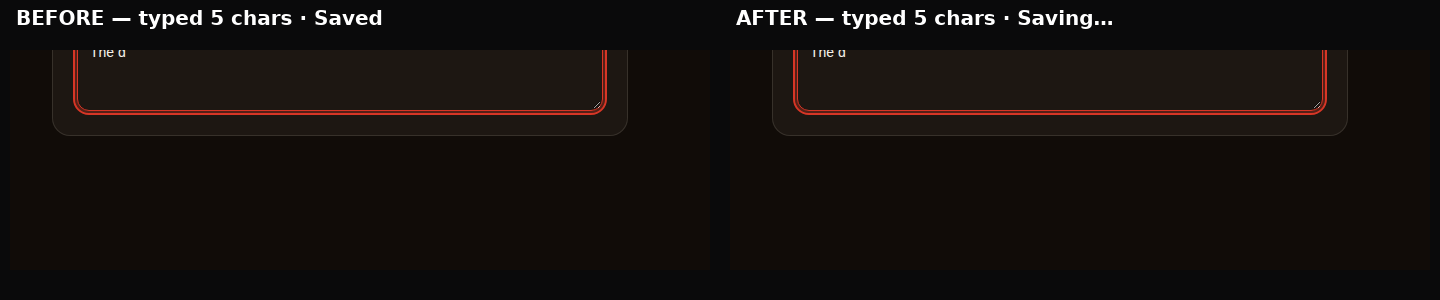 BEFORE — typed 5 chars · Saved
AFTER — typed 5 chars · Saving…
The d
The d